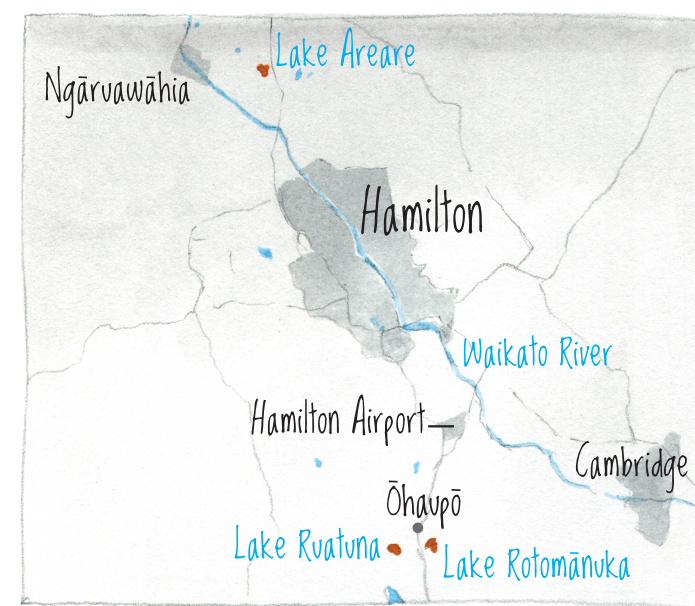 Lake Areare
Ngāruawāhia
Hamilton
Waikato River
Hamilton Airport
Cambridge
Ōhaupō
Lake Ruatuna
Lake Rotomānuka